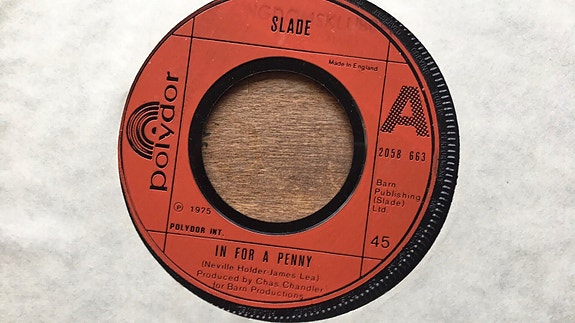 SLADE
Made in England
polydor
A
2058 663
Barn
Publishing
(Slade)
Ltd.
℗ 1975
POLYDOR INT.
45
IN FOR A PENNY
(Neville Holder-James Lea)
Produced by Chas Chandler
for Barn Productions